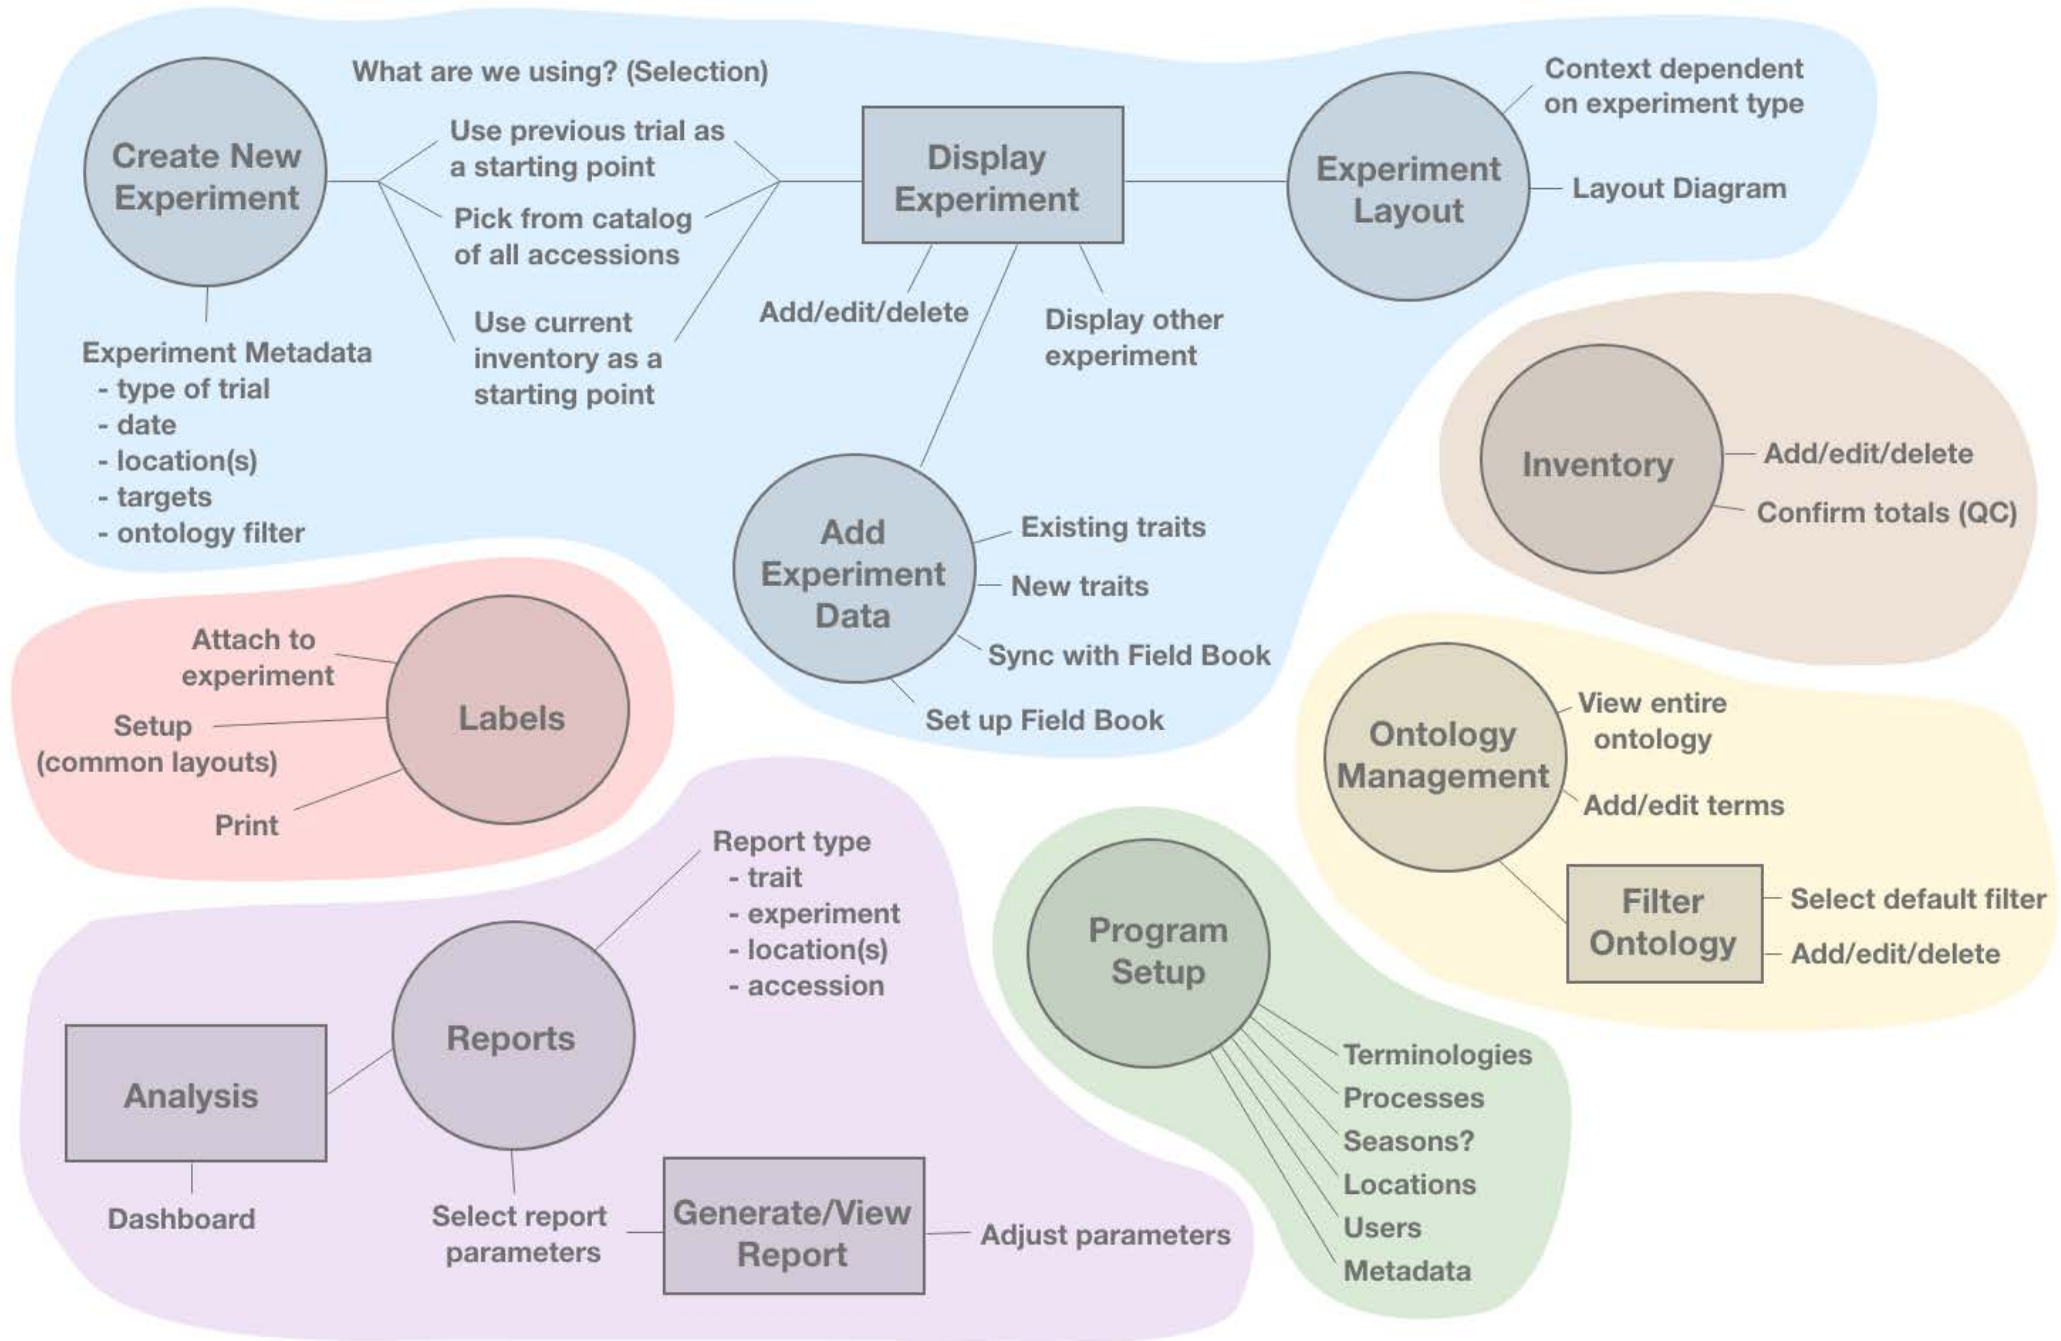 What are we using? (Selection)
Create New
Experiment
Use previous trial as
a starting point
Pick from catalog
of all accessions
Use current
inventory as a
starting point
Experiment Metadata
- type of trial
- date
- location(s)
- targets
- ontology filter
Display
Experiment
Add/edit/delete
Display other
experiment
Experiment
Layout
Context dependent
on experiment type
Layout Diagram
Add
Experiment
Data
Existing traits
New traits
Sync with Field Book
Set up Field Book
Inventory
Add/edit/delete
Confirm totals (QC)
Labels
Attach to
experiment
Setup
(common layouts)
Print
Ontology
Management
View entire
ontology
Add/edit terms
Filter
Ontology
Select default filter
Add/edit/delete
Reports
Report type
- trait
- experiment
- location(s)
- accession
Analysis
Dashboard
Select report
parameters
Generate/View
Report
Adjust parameters
Program
Setup
Terminologies
Processes
Seasons?
Locations
Users
Metadata